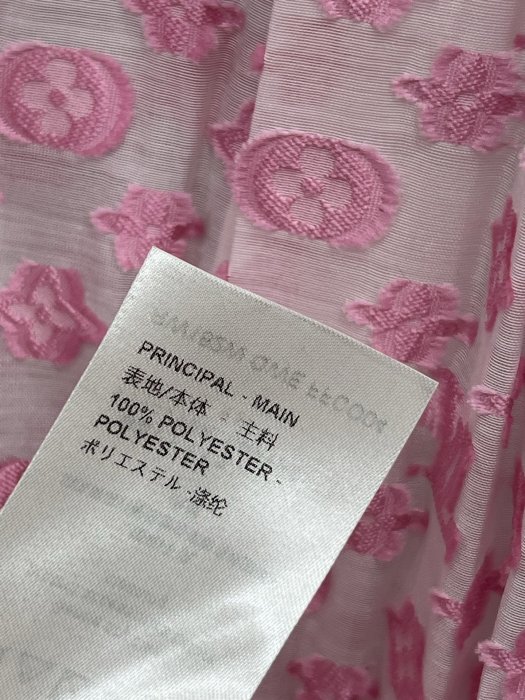 PRINCIPAL - MAIN
表地/本体 : 主料
100% POLYESTER -
POLYESTER
ポリエステル -涤纶